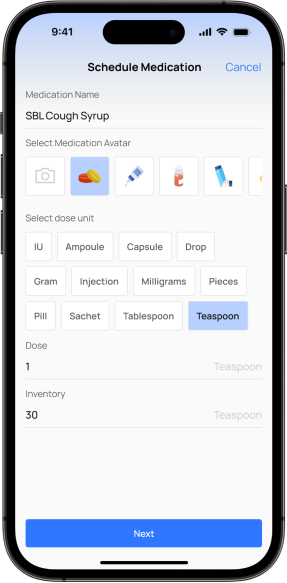 9:41
Schedule Medication Cancel
Medication Name
SBL Cough Syrup
Select Medication Avatar
Select dose unit
IU Ampoule Capsule Drop
Gram Injection Milligrams Pieces
Pill Sachet Tablespoon Teaspoon
Dose
1 Teaspoon
Inventory
30 Teaspoon
Next